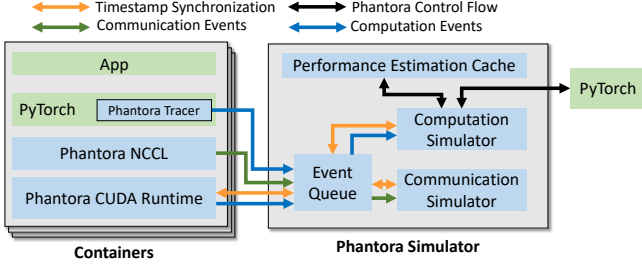 Timestamp Synchronization
Phantora Control Flow
Communication Events
Computation Events
App
PyTorch
Phantora Tracer
Phantora NCCL
Phantora CUDA Runtime
Containers
Performance Estimation Cache
Computation
Simulator
Event
Queue
Communication
Simulator
Phantora Simulator
PyTorch